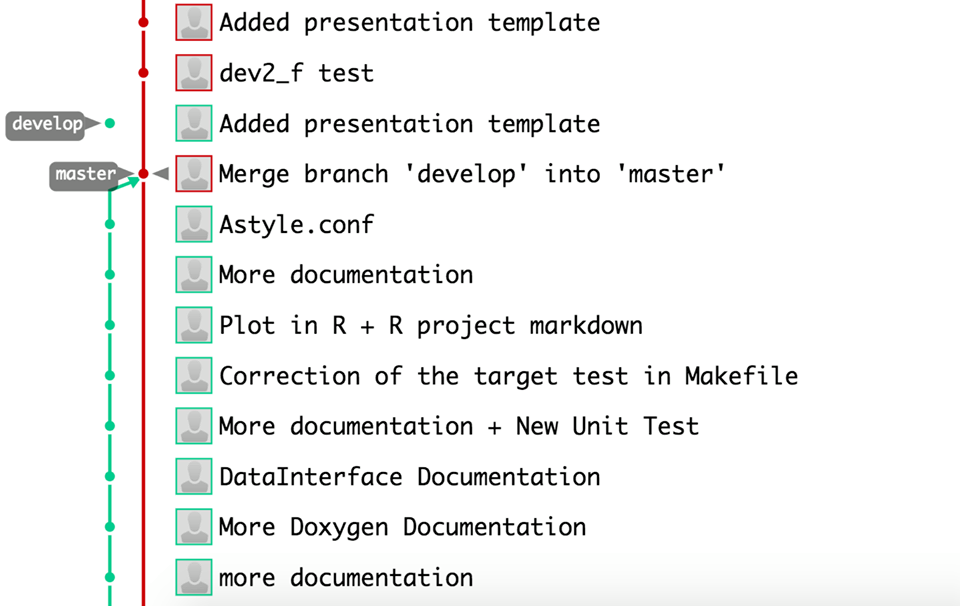 Added presentation template
dev2_f test
develop
Added presentation template
master
Merge branch 'develop' into 'master'
Astyle.conf
More documentation
Plot in R + R project markdown
Correction of the target test in Makefile
More documentation + New Unit Test
DataInterface Documentation
More Doxygen Documentation
more documentation